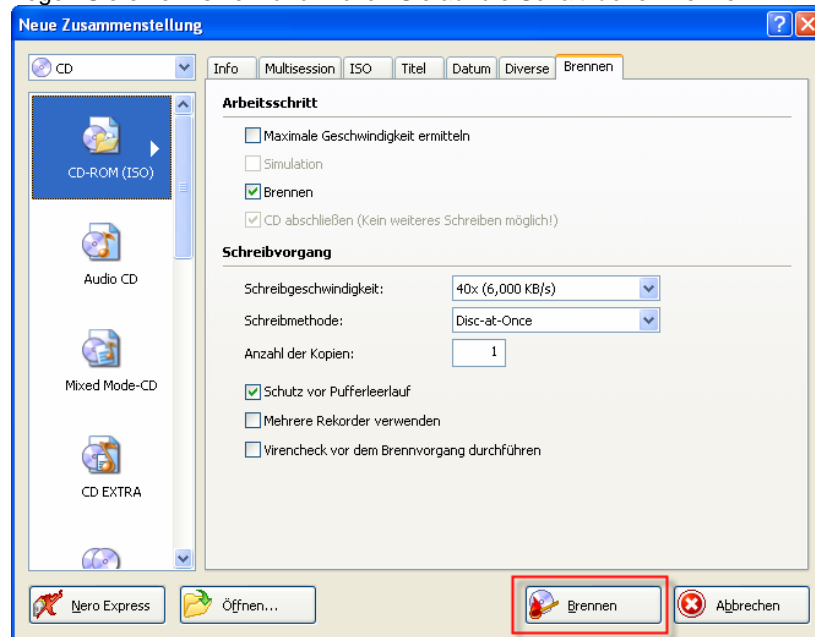 Neue Zusammenstellung
CD
Info Multisession ISO Titel Datum Diverse Brennen
CD-ROM (ISO)
Audio CD
Mixed Mode-CD
CD EXTRA
Arbeitsschritt
Maximale Geschwindigkeit ermitteln
Simulation
Brennen
CD abschließen (Kein weiteres Schreiben möglich!)
Schreibvorgang
Schreibgeschwindigkeit: 40x (6,000 KB/s)
Schreibmethode: Disc-at-Once
Anzahl der Kopien: 1
Schutz vor Pufferleerlauf
Mehrere Rekorder verwenden
Virencheck vor dem Brennvorgang durchführen
Nero Express Öffnen... Brennen Abbrechen